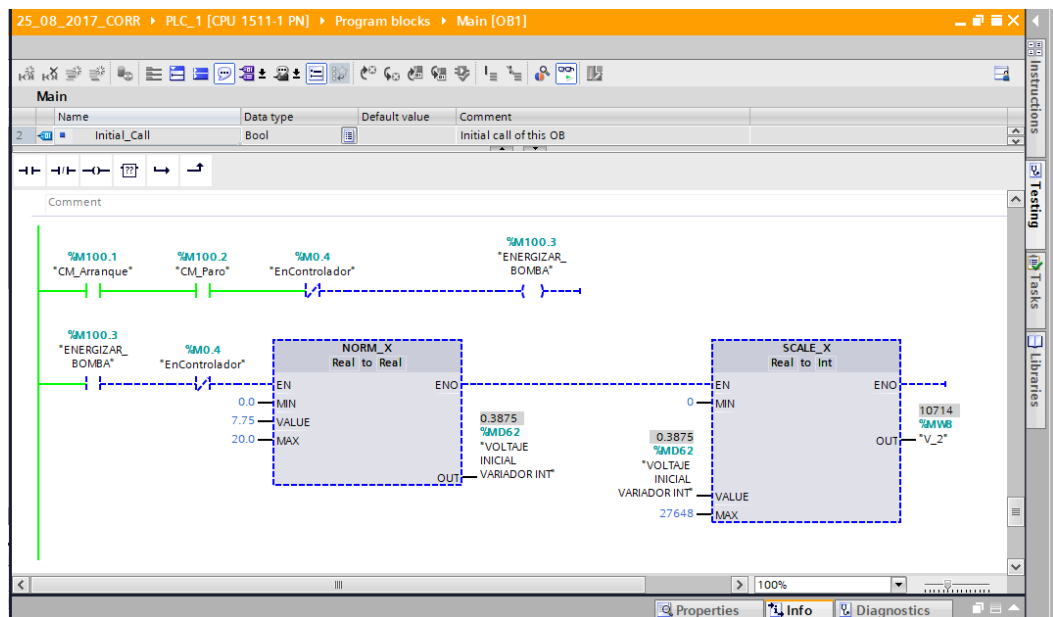 25_08_2017_CORR ▸ PLC_1 [CPU 1511-1 PN] ▸ Program blocks ▸ Main [OB1]
Main
Name Data type Default value Comment
2 Initial_Call Bool Initial call of this OB
??
Comment
%M100.1 %M100.2 %M0.4 %M100.3
"CM_Arranque" "CM_Paro" "EnControlador" "ENERGIZAR_
BOMBA"
%M100.3
"ENERGIZAR_
BOMBA"
%M0.4
"EnControlador"
NORM_X
Real to Real
EN ENO
0.0 MIN
7.75 VALUE
20.0 MAX
0.3875
%MD62
"VOLTAJE
INICIAL
VARIADOR INT"
OUT
SCALE_X
Real to Int
EN ENO
0 MIN
0.3875
%MD62
"VOLTAJE
INICIAL
VARIADOR INT"
VALUE
27648 MAX
10714
%MW8
OUT "V_2"
100%
Properties Info Diagnostics
Instructions
Testing
Tasks
Libraries